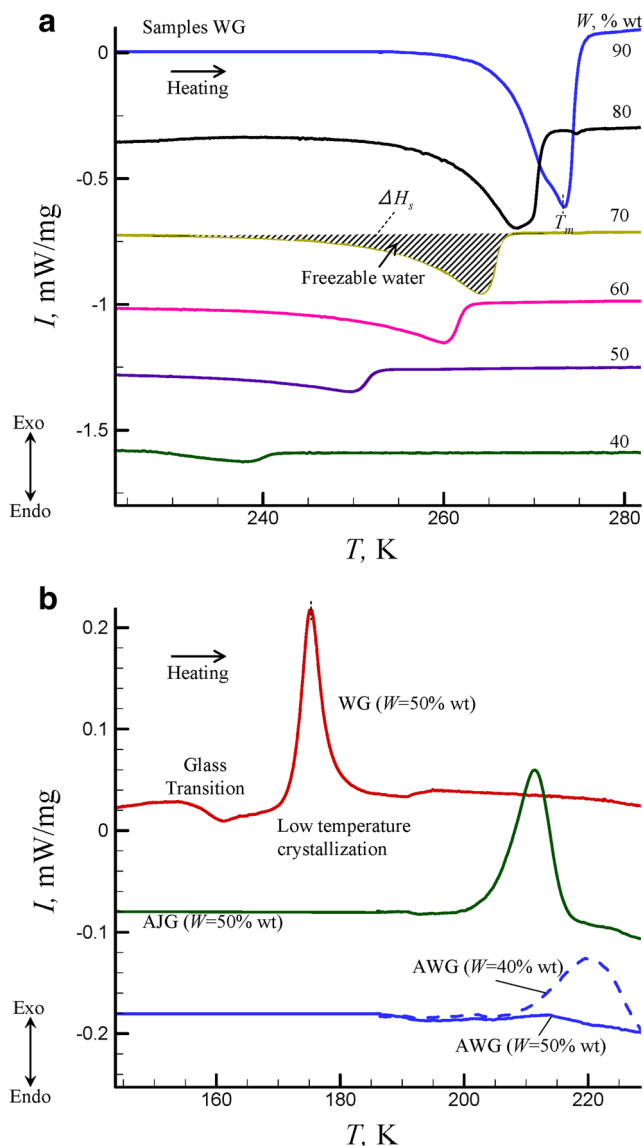 a
Samples WG
W, % wt
0
90
Heating
80
-0.5
ΔHs
Tm
70
Freezable water
I, mW/mg
-1
60
50
Exo
-1.5
40
Endo
240
260
280
T, K
b
0.2
Heating
WG (W=50% wt)
0.1
Glass
Transition
I, mW/mg
Low temperature
crystallization
0
AJG (W=50% wt)
-0.1
AWG (W=40% wt)
Exo
-0.2
AWG (W=50% wt)
Endo
160
180
200
220
T, K